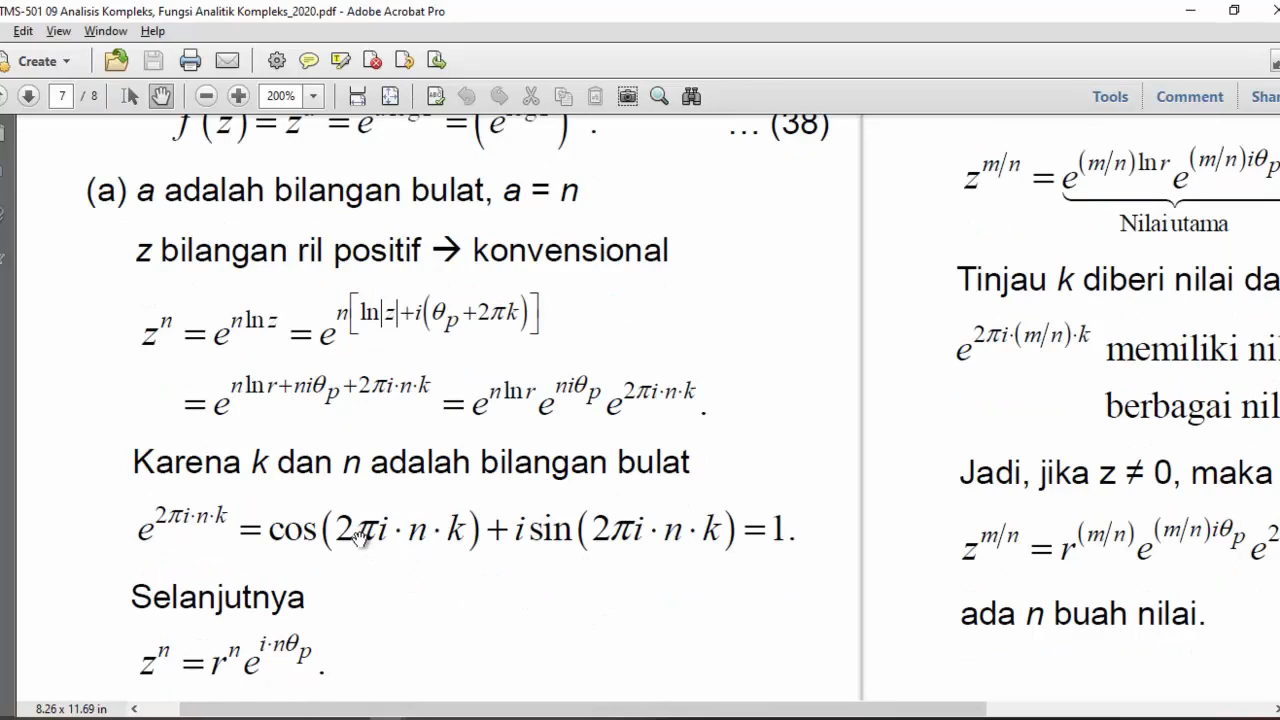 TMS-501 09 Analisis Kompleks, Fungsi Analitik Kompleks_2020.pdf - Adobe Acrobat Pro
Edit View Window Help
Create
7 / 8
200%
Tools Comment Shar
f(z) = z^a = = ( ) . … (38)
(a) a adalah bilangan bulat, a = n
z bilangan ril positif → konvensional
z^n = e^{n ln z} = e^{n[ln|z|+i(θ_p+2πk)]}
= e^{n ln r+niθ_p+2πi·n·k} = e^{n ln r} e^{niθ_p} e^{2πi·n·k}.
Karena k dan n adalah bilangan bulat
e^{2πi·n·k} = cos(2πi·n·k) + i sin(2πi·n·k) = 1.
Selanjutnya
z^n = r^n e^{i·nθ_p}.
z^{m/n} = e^{(m/n)ln r} e^{(m/n)iθ_p}
Nilai utama
Tinjau k diberi nilai da
e^{2πi·(m/n)·k} memiliki nil
berbagai nil
Jadi, jika z ≠ 0, maka
z^{m/n} = r^{(m/n)} e^{(m/n)iθ_p} e^2
ada n buah nilai.
8.26 x 11.69 in